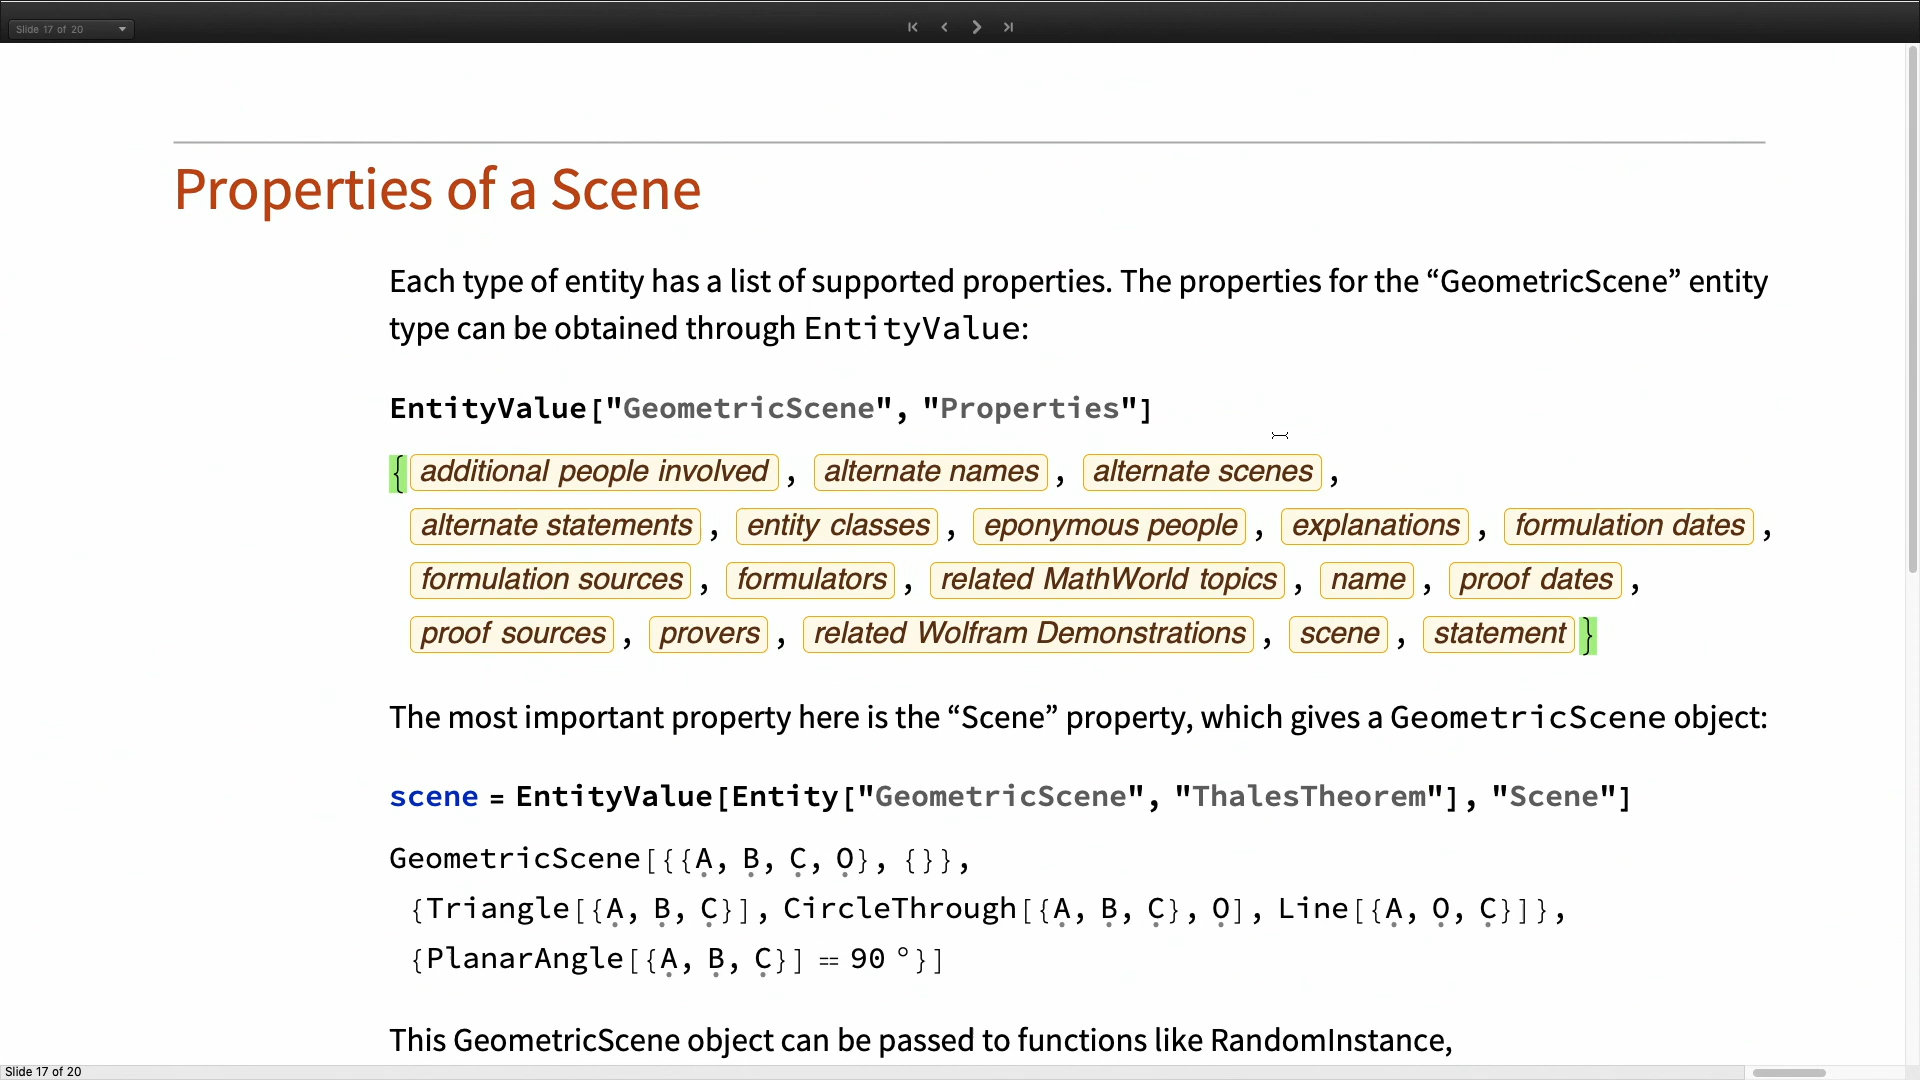 Slide 17 of 20
Properties of a Scene
Each type of entity has a list of supported properties. The properties for the “GeometricScene” entity
type can be obtained through EntityValue:
EntityValue["GeometricScene", "Properties"]
{ additional people involved , alternate names , alternate scenes ,
alternate statements , entity classes , eponymous people , explanations , formulation dates ,
formulation sources , formulators , related MathWorld topics , name , proof dates ,
proof sources , provers , related Wolfram Demonstrations , scene , statement }
The most important property here is the “Scene” property, which gives a GeometricScene object:
scene = EntityValue[Entity["GeometricScene", "ThalesTheorem"], "Scene"]
GeometricScene[{{A, B, C, O}, {}},
{Triangle[{A, B, C}], CircleThrough[{A, B, C}, O], Line[{A, O, C}]},
{PlanarAngle[{A, B, C}] == 90 °}]
This GeometricScene object can be passed to functions like RandomInstance,
Slide 17 of 20